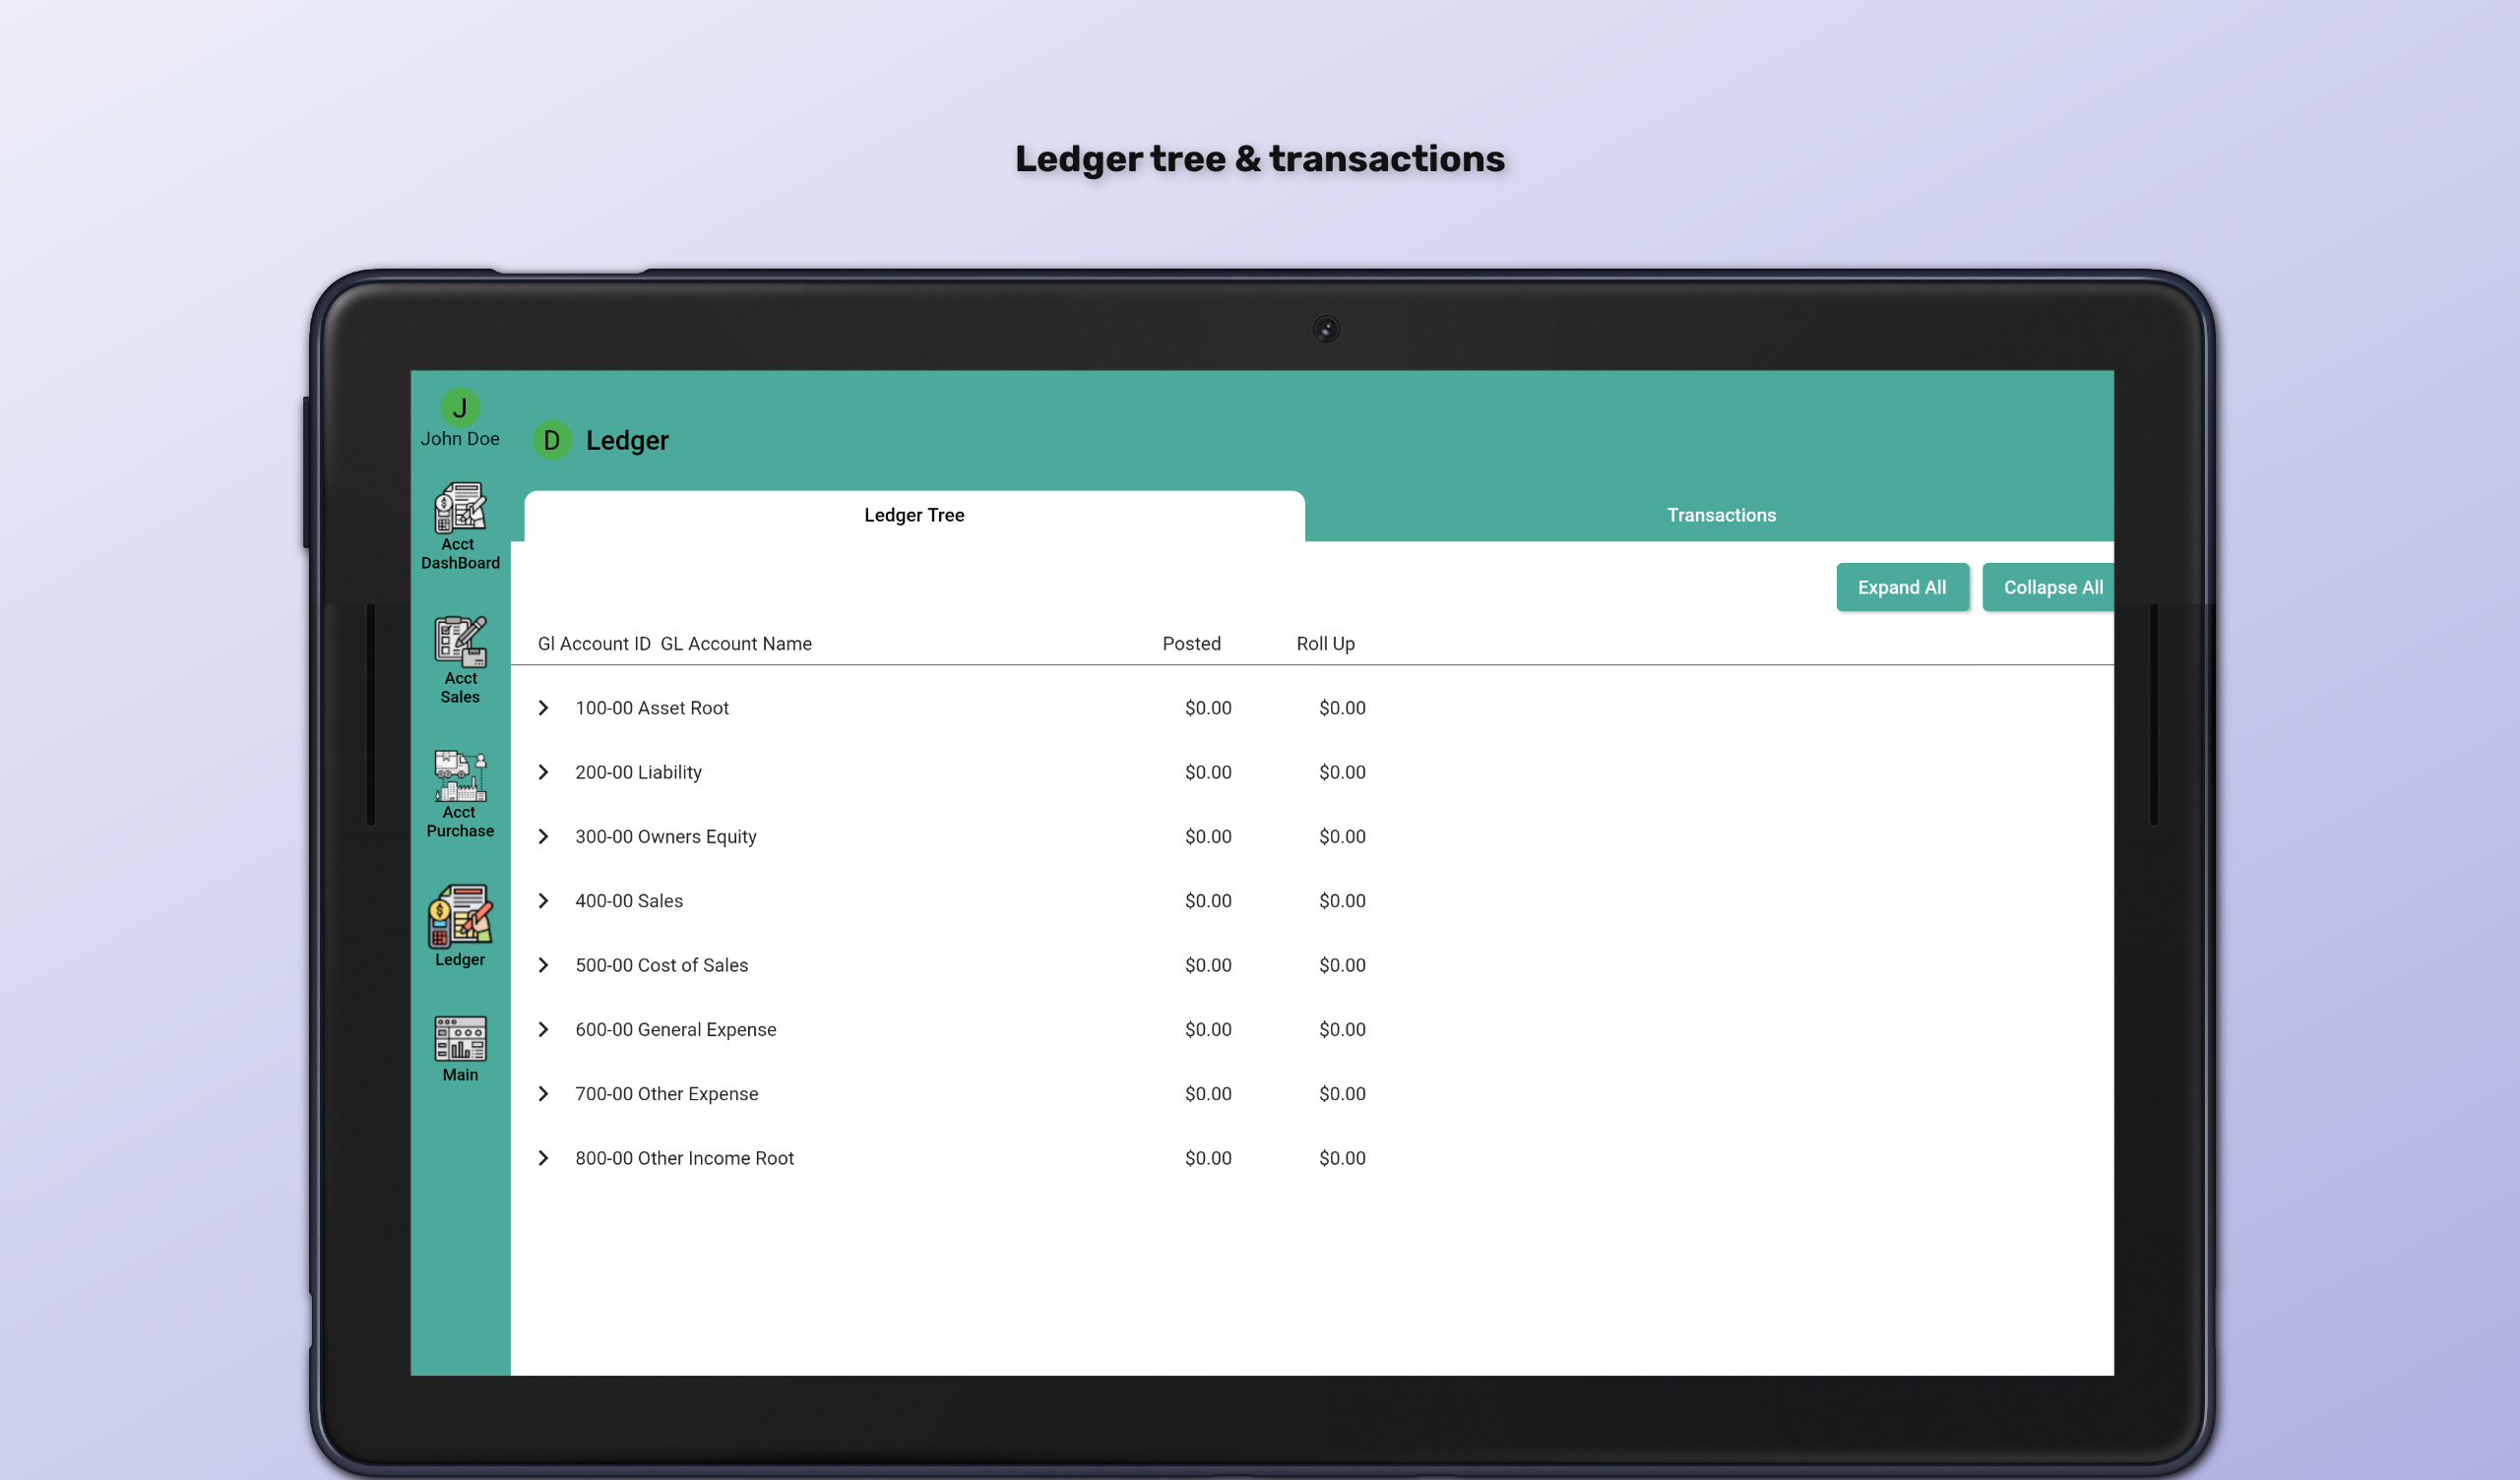 Ledger tree & transactions
J
John Doe
D Ledger
Acct
DashBoard
Acct
Sales
Acct
Purchase
Ledger
Main
Ledger Tree
Transactions
Expand All
Collapse All
Gl Account ID GL Account Name Posted Roll Up
100-00 Asset Root $0.00 $0.00
200-00 Liability $0.00 $0.00
300-00 Owners Equity $0.00 $0.00
400-00 Sales $0.00 $0.00
500-00 Cost of Sales $0.00 $0.00
600-00 General Expense $0.00 $0.00
700-00 Other Expense $0.00 $0.00
800-00 Other Income Root $0.00 $0.00